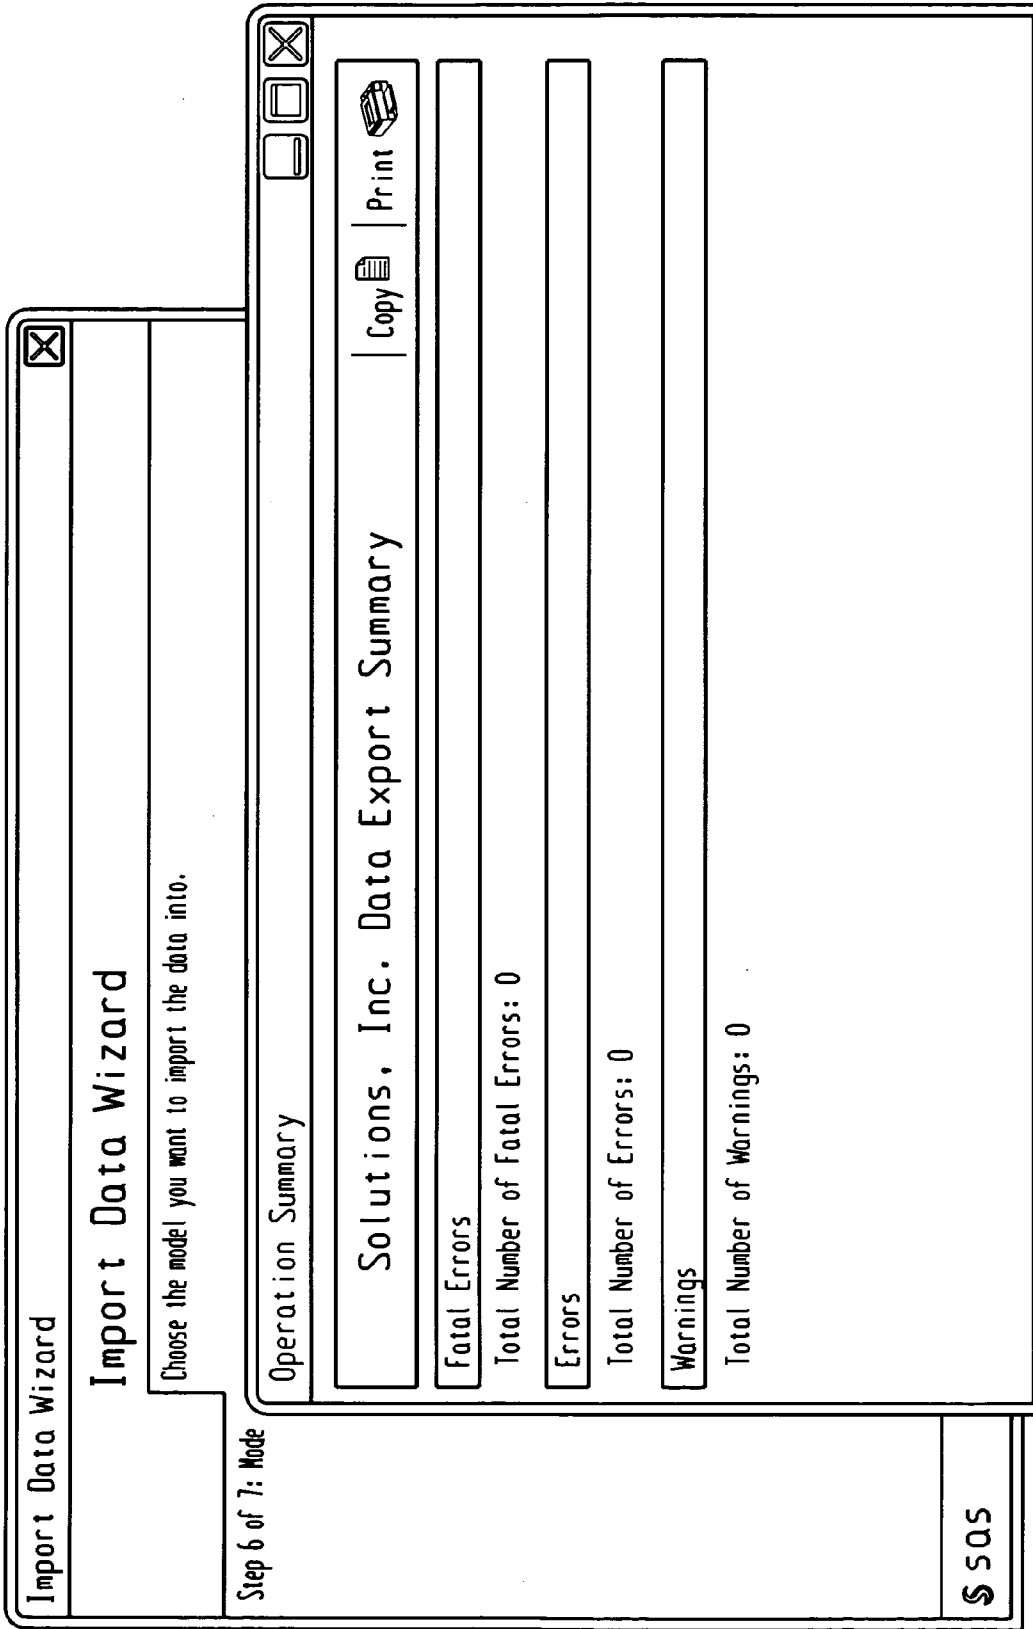 Import Data Wizard
Import Data Wizard
Choose the model you want to import the data into.
Step 6 of 7: Mode
Operation Summary
Solutions, Inc. Data Export Summary
Copy
Print
Fatal Errors
Total Number of Fatal Errors: 0
Errors
Total Number of Errors: 0
Warnings
Total Number of Warnings: 0
sas